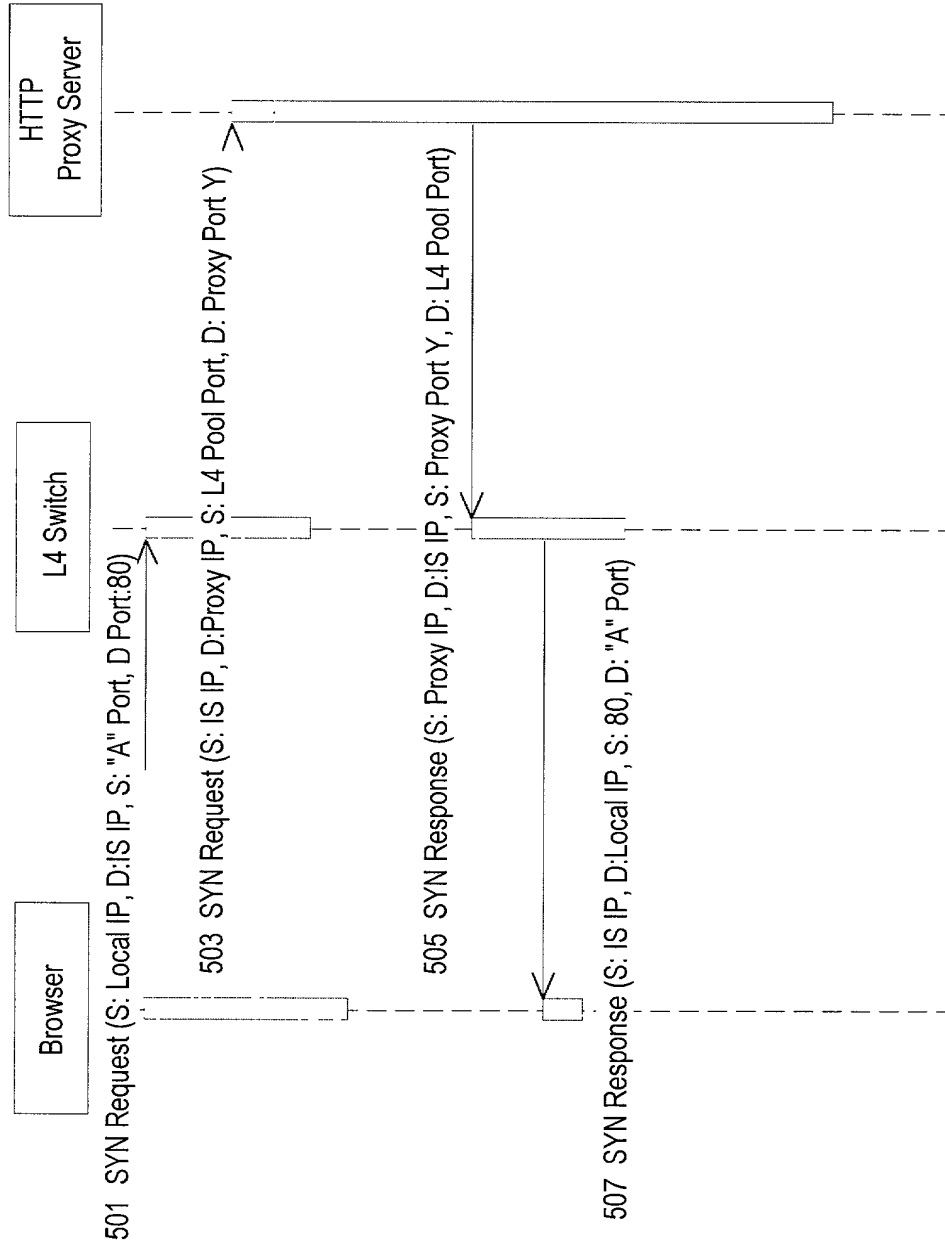 Browser
L4 Switch
HTTP
Proxy Server
501 SYN Request (S: Local IP, D:IS IP, S: "A" Port, D Port:80)
503 SYN Request (S: IS IP, D:Proxy IP, S: L4 Pool Port, D: Proxy Port Y)
505 SYN Response (S: Proxy IP, D:IS IP, S: Proxy Port Y, D: L4 Pool Port)
507 SYN Response (S: IS IP, D:Local IP, S: 80, D: "A" Port)